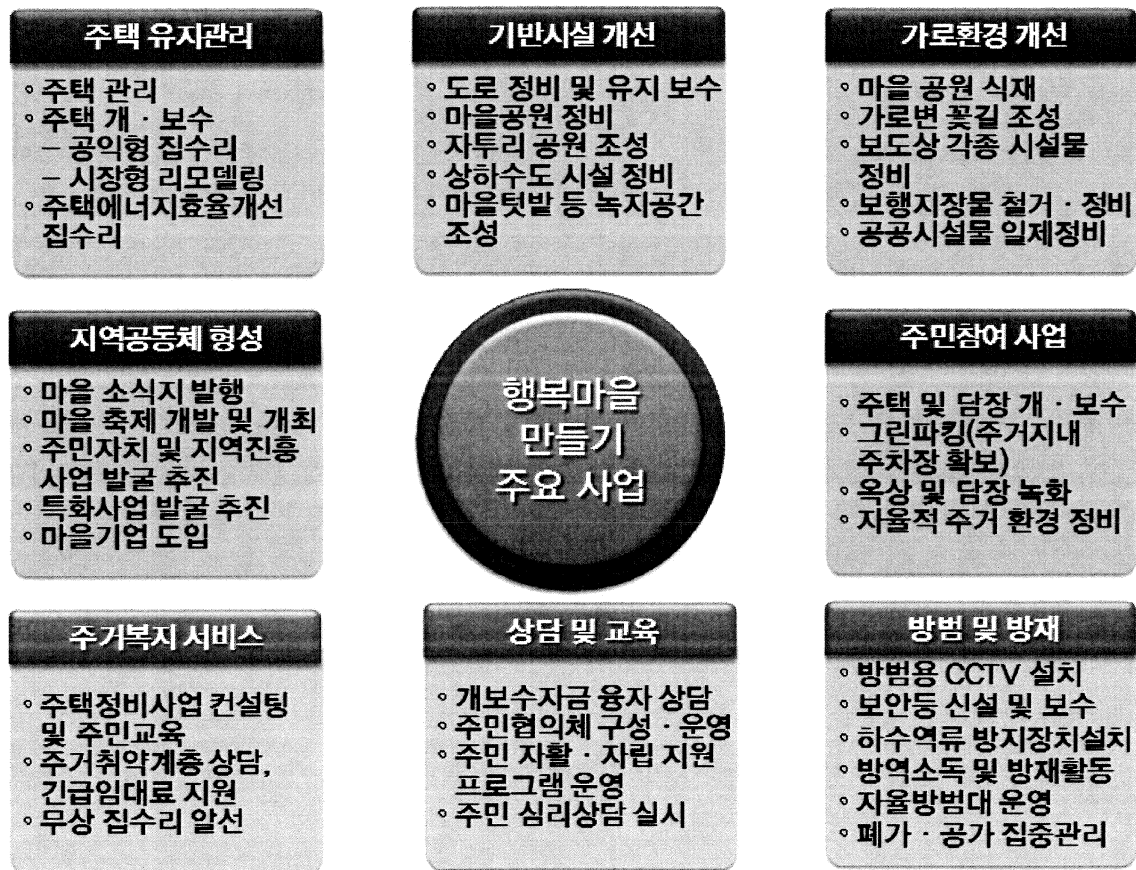 주택 유지관리
◦ 주택 관리
◦ 주택 개 · 보수
– 공익형 집수리
– 시장형 리모델링
◦ 주택에너지효율개선
집수리
기반시설 개선
◦ 도로 정비 및 유지 보수
◦ 마을공원 정비
◦ 자투리 공원 조성
◦ 상하수도 시설 정비
◦ 마을텃밭 등 녹지공간
조성
가로환경 개선
◦ 마을 공원 식재
◦ 가로변 꽃길 조성
◦ 보도상 각종 시설물
정비
◦ 보행지장물 철거 · 정비
◦ 공공시설물 일제정비
지역공동체 형성
◦ 마을 소식지 발행
◦ 마을 축제 개발 및 개최
◦ 주민자치 및 지역진흥
사업 발굴 추진
◦ 특화사업 발굴 추진
◦ 마을기업 도입
행복마을
만들기
주요 사업
주민참여 사업
◦ 주택 및 담장 개 · 보수
◦ 그린파킹(주거지내
주차장 확보)
◦ 옥상 및 담장 녹화
◦ 자율적 주거 환경 정비
주거복지 서비스
◦ 주택정비사업 컨설팅
및 주민교육
◦ 주거취약계층 상담,
긴급임대료 지원
◦ 무상 집수리 알선
상담 및 교육
◦ 개보수자금 융자 상담
◦ 주민협의체 구성 · 운영
◦ 주민 자활 · 자립 지원
프로그램 운영
◦ 주민 심리상담 실시
방범 및 방재
◦ 방범용 CCTV 설치
◦ 보안등 신설 및 보수
◦ 하수역류 방지장치설치
◦ 방역소독 및 방재활동
◦ 자율방범대 운영
◦ 폐가 · 공가 집중관리